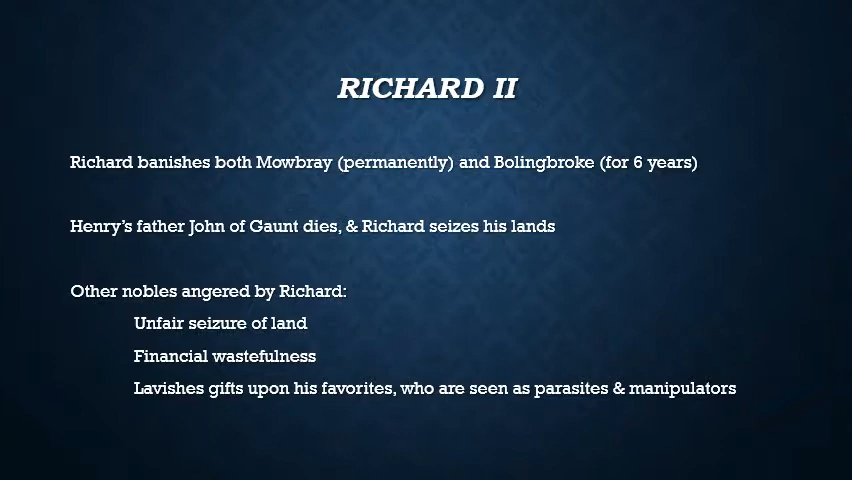 RICHARD II
Richard banishes both Mowbray (permanently) and Bolingbroke (for 6 years)
Henry’s father John of Gaunt dies, & Richard seizes his lands
Other nobles angered by Richard:
Unfair seizure of land
Financial wastefulness
Lavishes gifts upon his favorites, who are seen as parasites & manipulators